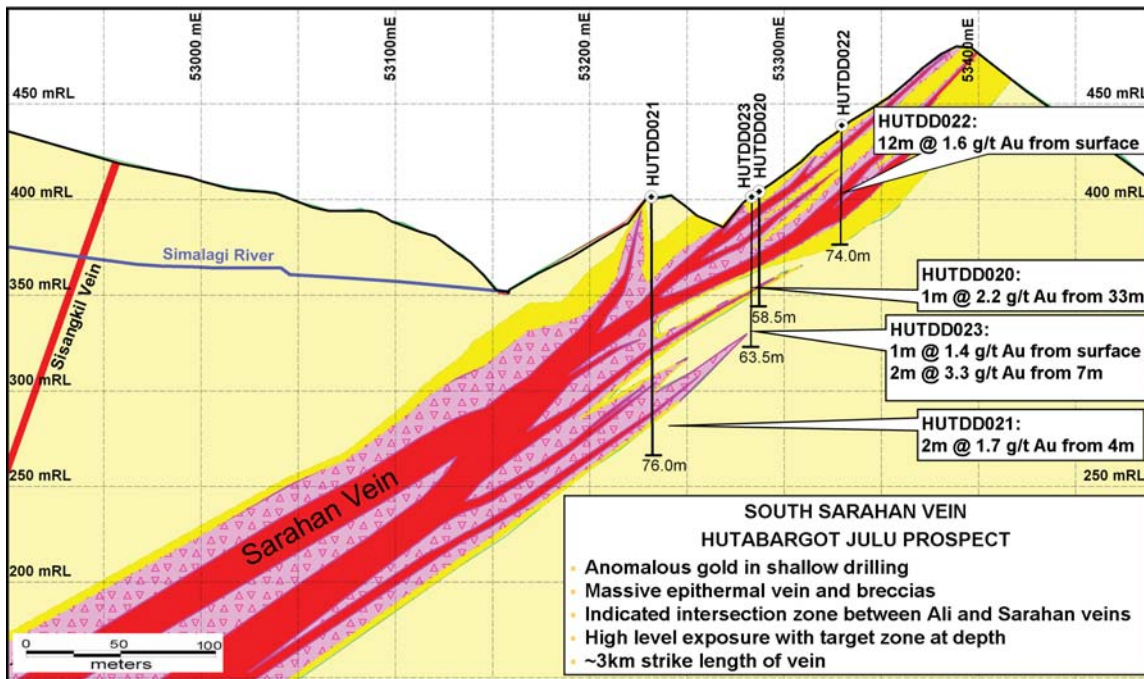 53000 mE
53100 mE
53200 mE
53300mE
53400 mE
450 mRL
400 mRL
350 mRL
300 mRL
250 mRL
200 mRL
450 mRL
400 mRL
250 mRL
Sisangkil Vein
Simalagi River
Sarahan Vein
HUTDD021
HUTDD023
HUTDD020
HUTDD022
76.0m
63.5m
58.5m
74.0m
HUTDD022:
12m @ 1.6 g/t Au from surface
HUTDD020:
1m @ 2.2 g/t Au from 33m
HUTDD023:
1m @ 1.4 g/t Au from surface
2m @ 3.3 g/t Au from 7m
HUTDD021:
2m @ 1.7 g/t Au from 4m
SOUTH SARAHAN VEIN
HUTABARGOT JULU PROSPECT
• Anomalous gold in shallow drilling
• Massive epithermal vein and breccias
• Indicated intersection zone between Ali and Sarahan veins
• High level exposure with target zone at depth
• ~3km strike length of vein
0 50 100
meters